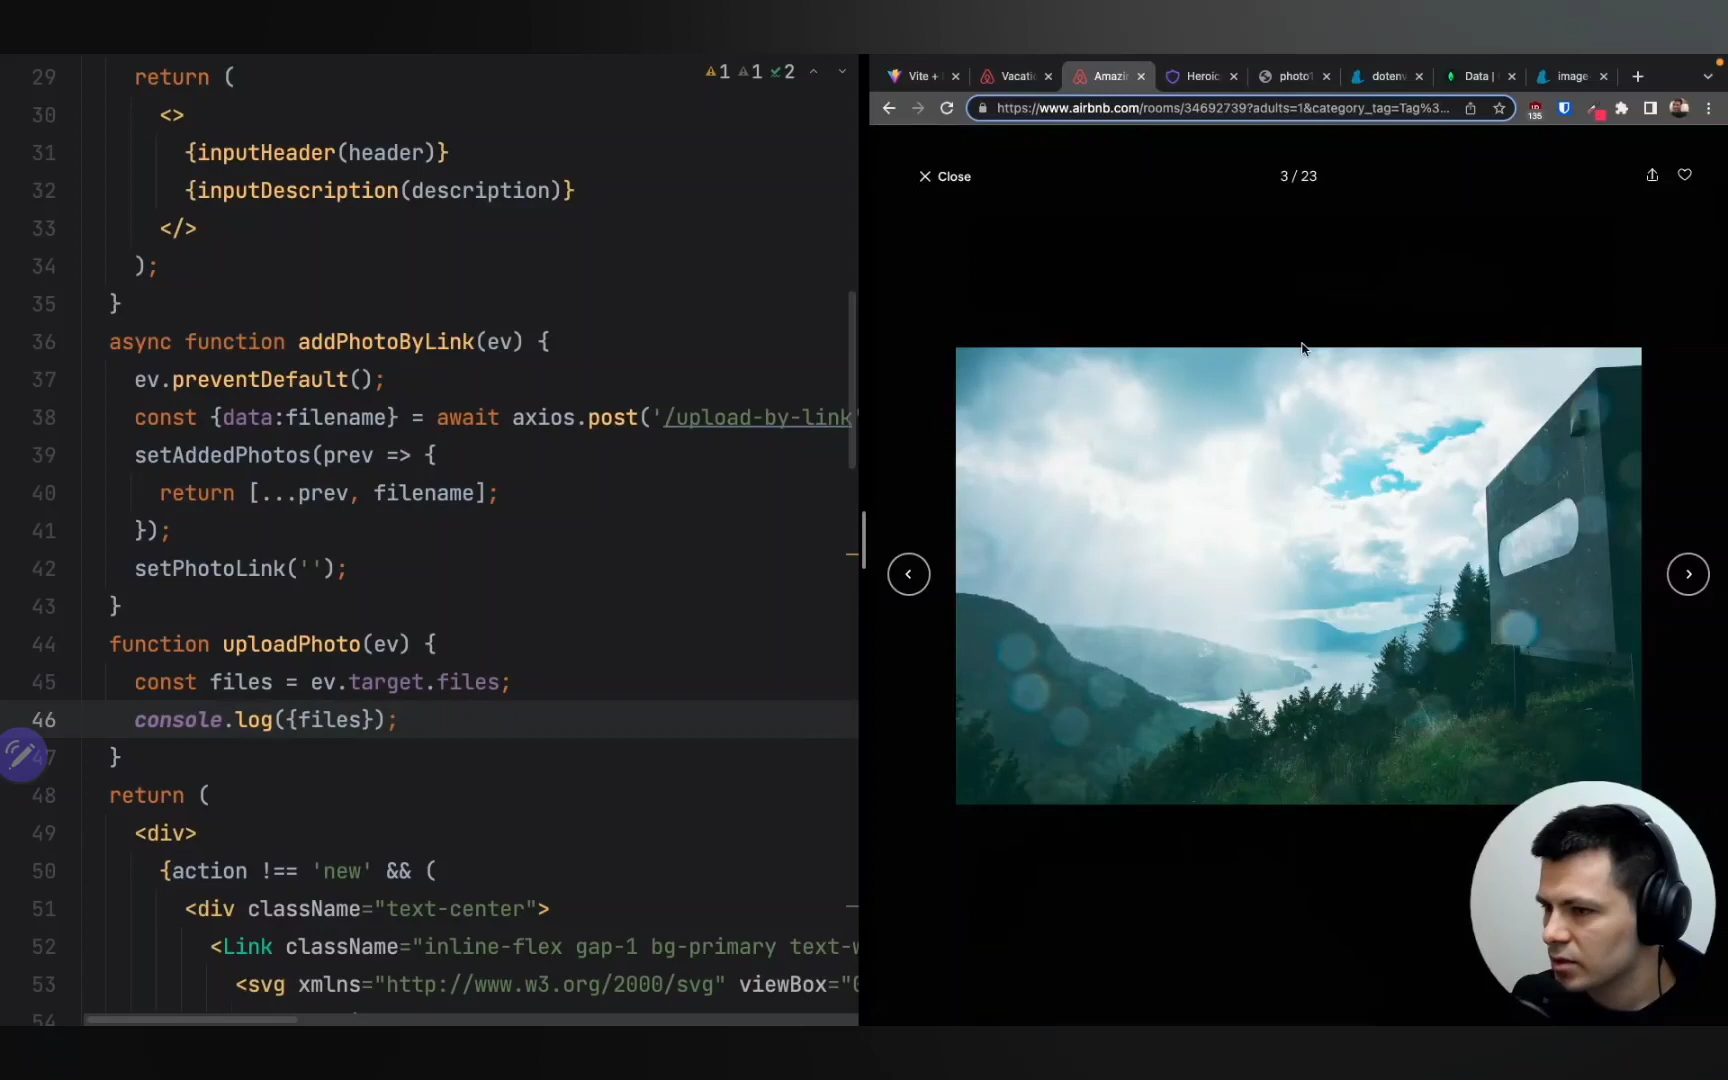 29 return (
30 <>
31 {inputHeader(header)}
32 {inputDescription(description)}
33 </>
34 );
35 }
36 async function addPhotoByLink(ev) {
37 ev.preventDefault();
38 const {data:filename} = await axios.post('/upload-by-link'
39 setAddedPhotos(prev => {
40 return [...prev, filename];
41 });
42 setPhotoLink('');
43 }
44 function uploadPhoto(ev) {
45 const files = ev.target.files;
46 console.log({files});
47 }
48 return (
49 <div>
50 {action !== 'new' && (
51 <div className="text-center">
52 <Link className="inline-flex gap-1 bg-primary text-w
53 <svg xmlns="http://www.w3.org/2000/svg" viewBox="0
54
1 1 2
Vite + Vacati Amazi Heroic photo1 doten Data | image
https://www.airbnb.com/rooms/34692739?adults=1&category_tag=Tag%3...
135
Close 3 / 23